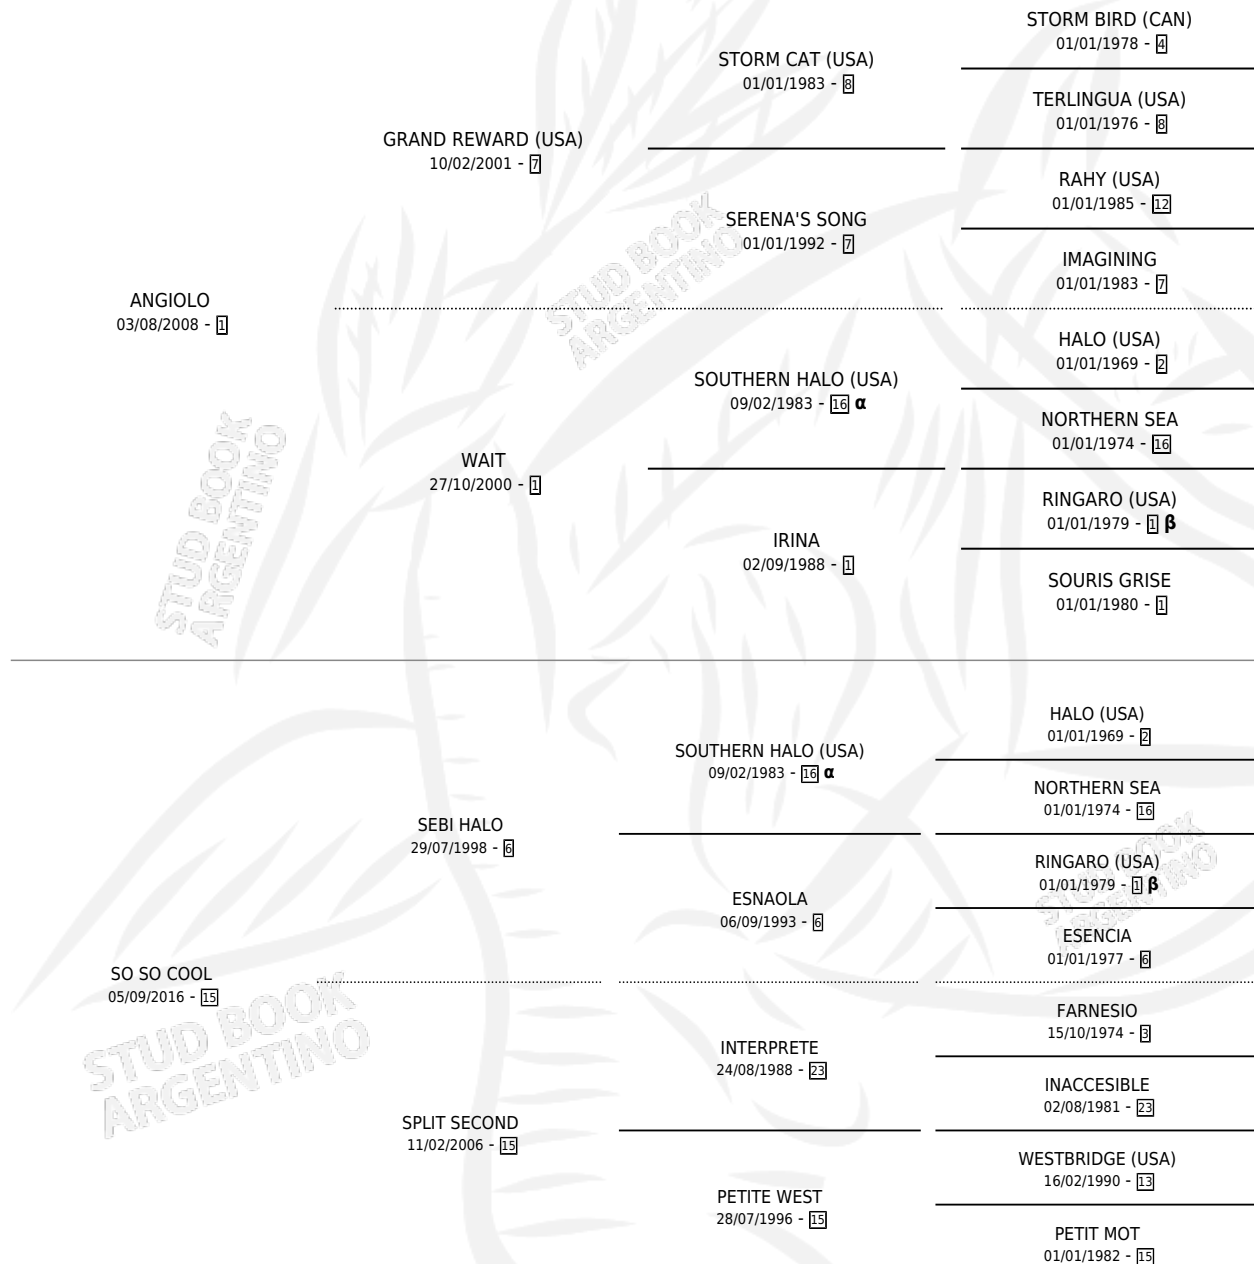 STORM BIRD (CAN)
01/01/1978 - 4
STORM CAT (USA)
01/01/1983 - 8
TERLINGUA (USA)
01/01/1976 - 8
GRAND REWARD (USA)
10/02/2001 - 7
RAHY (USA)
01/01/1985 - 12
SERENA'S SONG
01/01/1992 - 7
IMAGINING
01/01/1983 - 7
ANGIOLO
03/08/2008 - 1
HALO (USA)
01/01/1969 - 2
SOUTHERN HALO (USA)
09/02/1983 - 16 α
NORTHERN SEA
01/01/1974 - 16
WAIT
27/10/2000 - 1
RINGARO (USA)
01/01/1979 - 1 β
IRINA
02/09/1988 - 1
SOURIS GRISE
01/01/1980 - 1
STUD BOOK
ARGENTINO
STUD BOOK
ARGENTINO
HALO (USA)
01/01/1969 - 2
SOUTHERN HALO (USA)
09/02/1983 - 16 α
NORTHERN SEA
01/01/1974 - 16
SEBI HALO
29/07/1998 - 6
RINGARO (USA)
01/01/1979 - 1 β
ESNAOLA
06/09/1993 - 6
ESENCIA
01/01/1977 - 6
SO SO COOL
05/09/2016 - 15
FARNESIO
15/10/1974 - 3
INTERPRETE
24/08/1988 - 23
INACCESIBLE
02/08/1981 - 23
SPLIT SECOND
11/02/2006 - 15
WESTBRIDGE (USA)
16/02/1990 - 13
PETITE WEST
28/07/1996 - 15
PETIT MOT
01/01/1982 - 15
STUD BOOK
ARGENTINO
STUD BOOK
ARGENTINO